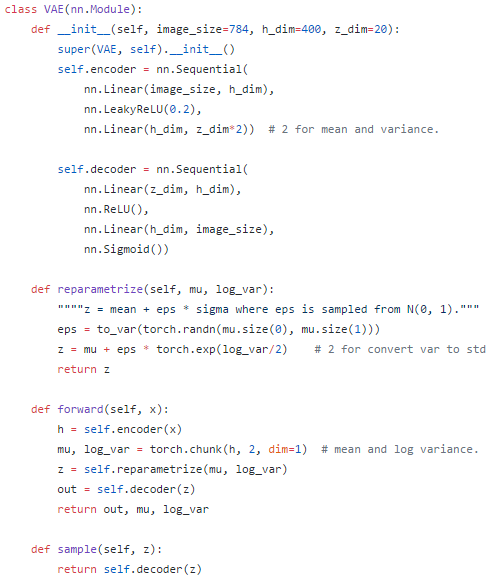 class VAE(nn.Module):
    def __init__(self, image_size=784, h_dim=400, z_dim=20):
        super(VAE, self).__init__()
        self.encoder = nn.Sequential(
            nn.Linear(image_size, h_dim),
            nn.LeakyReLU(0.2),
            nn.Linear(h_dim, z_dim*2))  # 2 for mean and variance.

        self.decoder = nn.Sequential(
            nn.Linear(z_dim, h_dim),
            nn.ReLU(),
            nn.Linear(h_dim, image_size),
            nn.Sigmoid())

    def reparametrize(self, mu, log_var):
        """"z = mean + eps * sigma where eps is sampled from N(0, 1)."""
        eps = to_var(torch.randn(mu.size(0), mu.size(1)))
        z = mu + eps * torch.exp(log_var/2)    # 2 for convert var to std
        return z

    def forward(self, x):
        h = self.encoder(x)
        mu, log_var = torch.chunk(h, 2, dim=1)  # mean and log variance.
        z = self.reparametrize(mu, log_var)
        out = self.decoder(z)
        return out, mu, log_var

    def sample(self, z):
        return self.decoder(z)